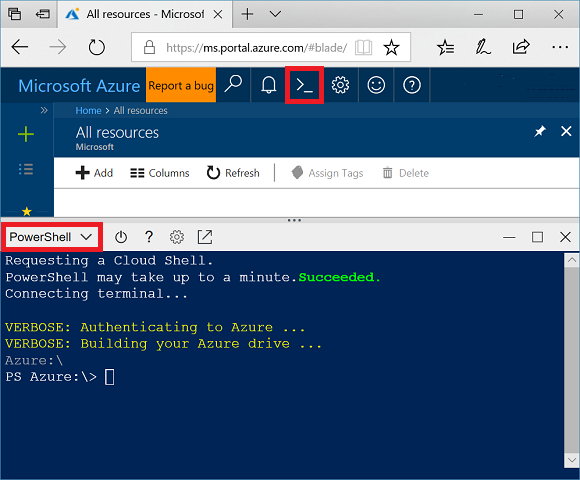 All resources - Microsof
https://ms.portal.azure.com/#blade/
Microsoft Azure
Report a bug
Home > All resources
All resources
Microsoft
Add
Columns
Refresh
Assign Tags
Delete
PowerShell
Requesting a Cloud Shell.
PowerShell may take up to a minute.Succeeded.
Connecting terminal...
VERBOSE: Authenticating to Azure ...
VERBOSE: Building your Azure drive ...
Azure:\
PS Azure:\>